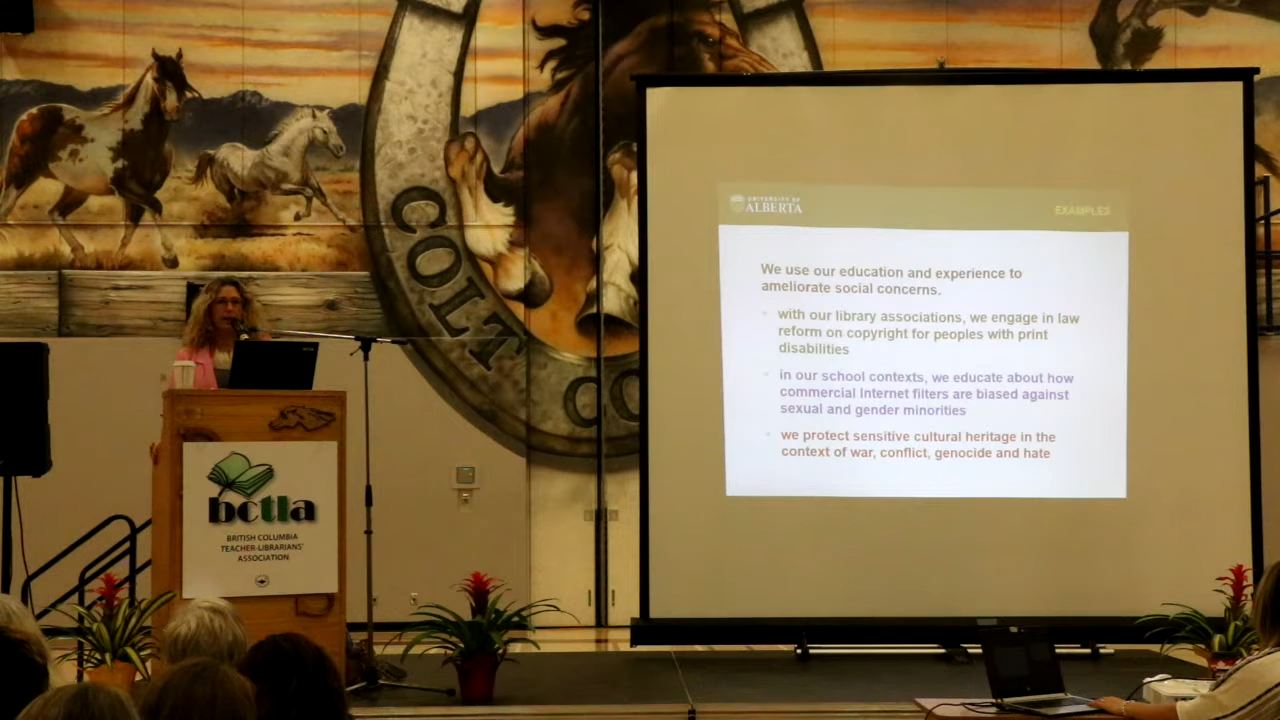 COLT
CO
UNIVERSITY OF
ALBERTA
EXAMPLES
We use our education and experience to
ameliorate social concerns.
with our library associations, we engage in law
reform on copyright for peoples with print
disabilities
in our school contexts, we educate about how
commercial Internet filters are biased against
sexual and gender minorities
we protect sensitive cultural heritage in the
context of war, conflict, genocide and hate
bctla
BRITISH COLUMBIA
TEACHER-LIBRARIANS'
ASSOCIATION